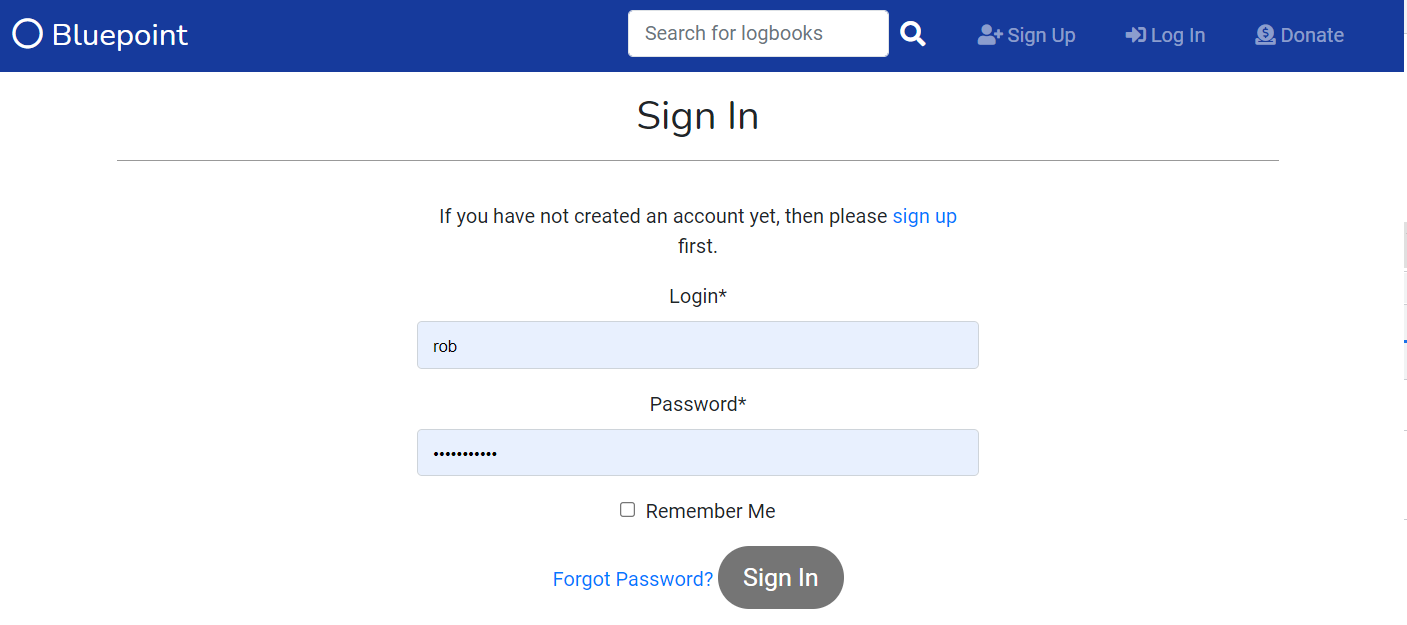 Bluepoint
Search for logbooks
Sign Up
Log In
Donate
Sign In
If you have not created an account yet, then please sign up
first.
Login*
rob
Password*
•••••••••••
Remember Me
Forgot Password?
Sign In